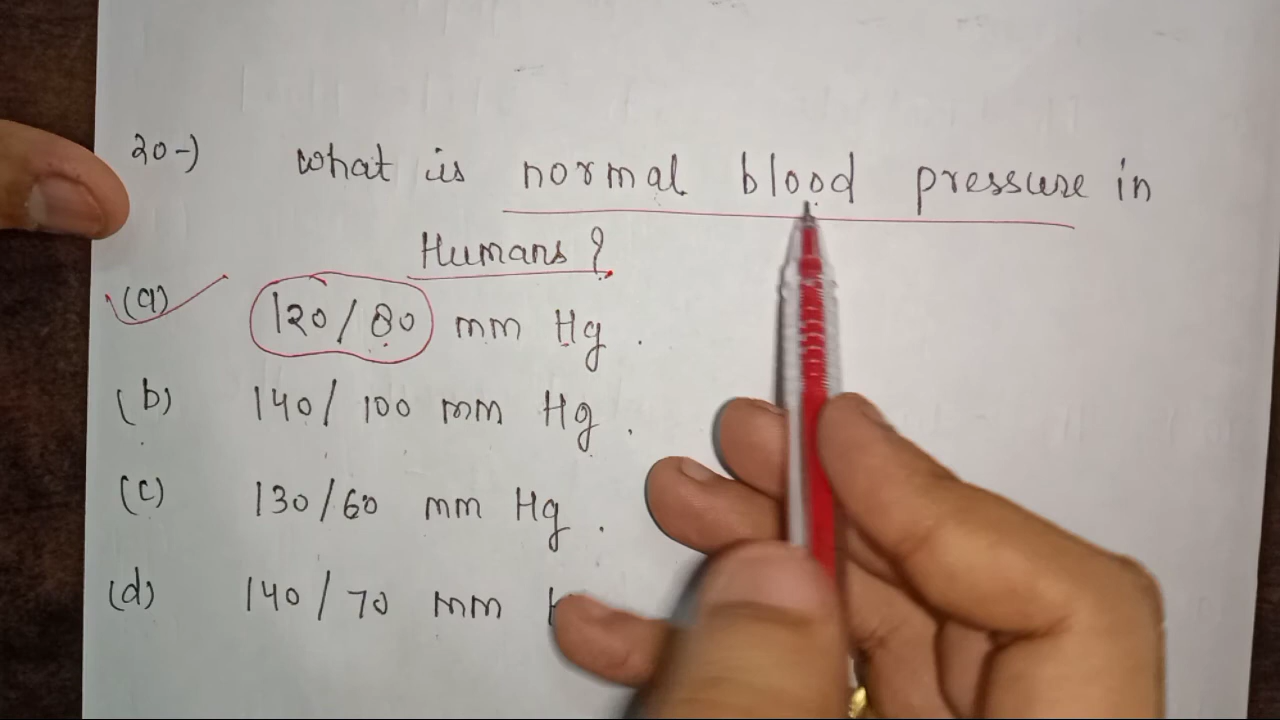 20-) What is normal blood pressure in
Humans ?
(a) 120/80 mm Hg .
(b) 140/ 100 mm Hg .
(c) 130/60 mm Hg .
(d) 140/70 mm